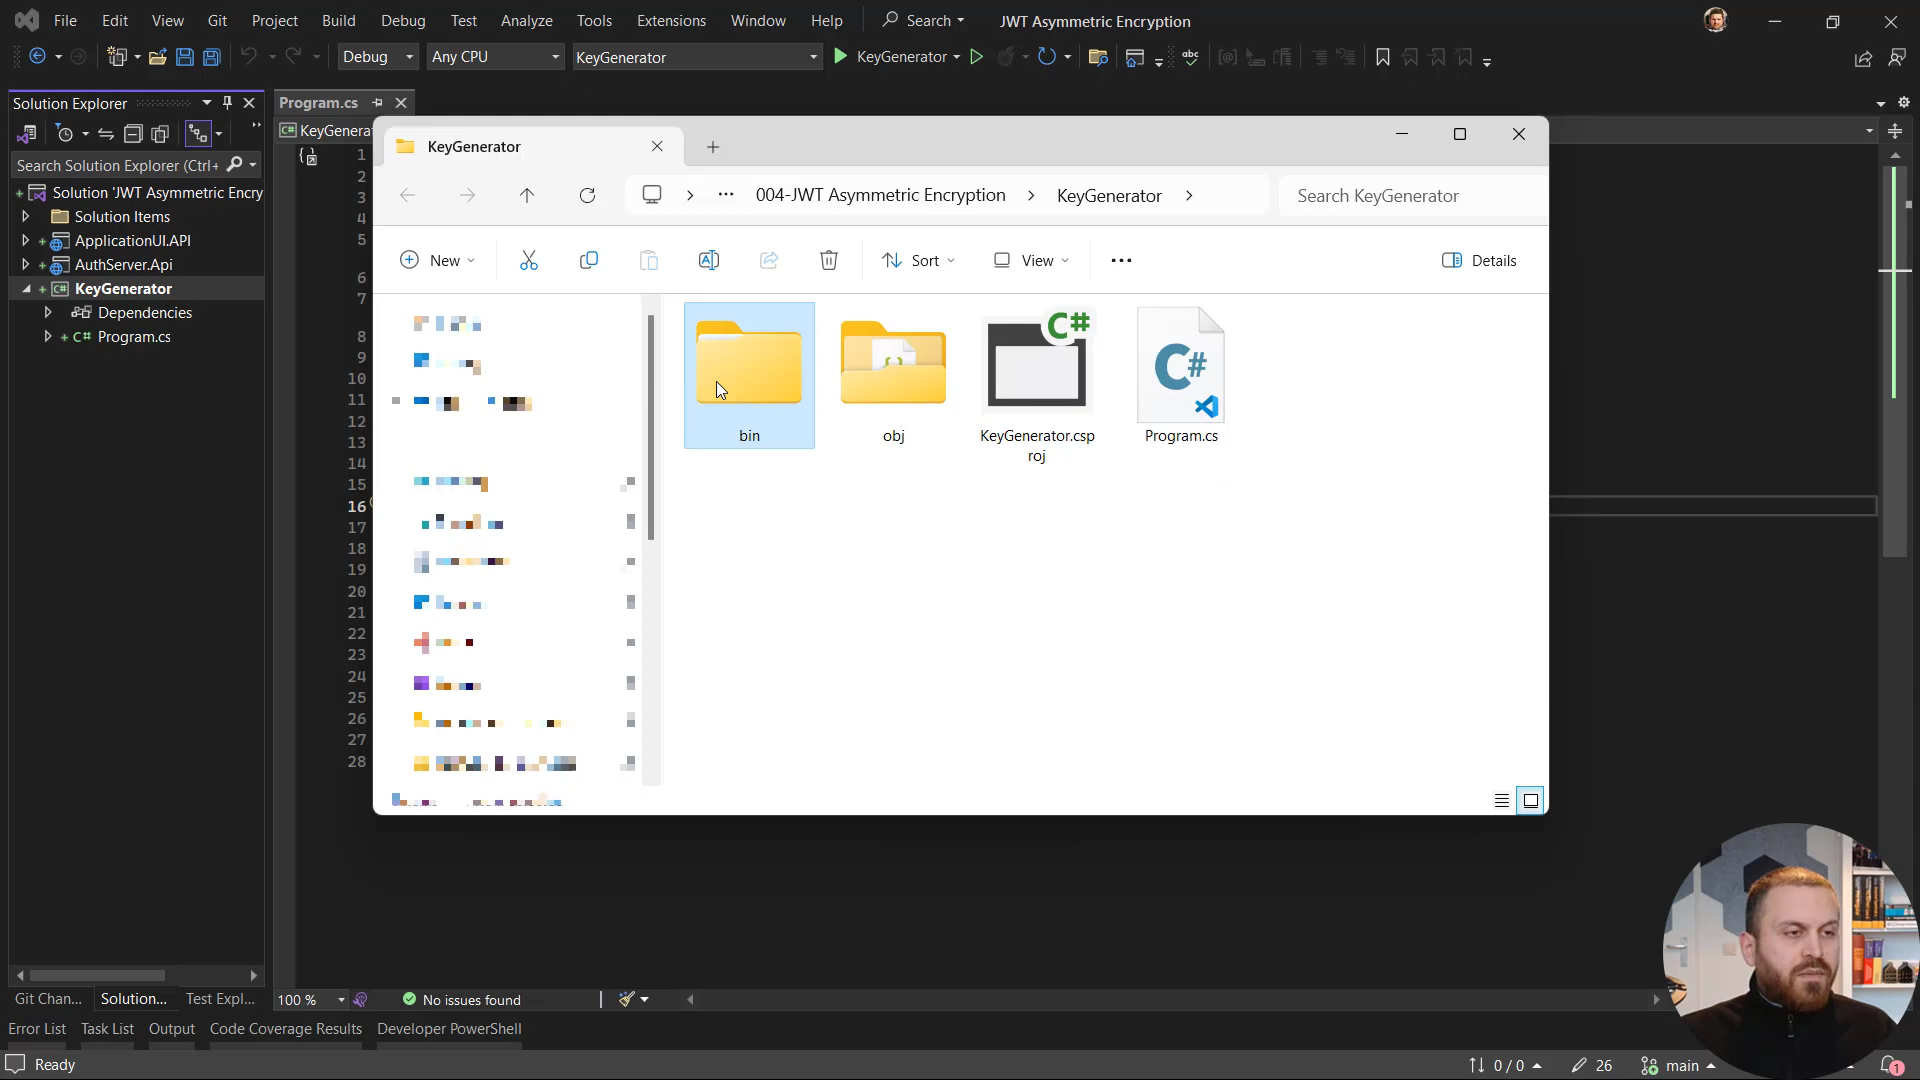 File Edit View Git Project Build Debug Test Analyze Tools Extensions Window Help Search JWT Asymmetric Encryption
Debug Any CPU KeyGenerator KeyGenerator
Solution Explorer
Program.cs
KeyGenera
Search Solution Explorer (Ctrl+
Solution 'JWT Asymmetric Encry
Solution Items
ApplicationUI.API
AuthServer.Api
C# KeyGenerator
Dependencies
C# Program.cs
1
2
3
4
5
6
7
8
9
10
11
12
13
14
15
16
17
18
19
20
21
22
23
24
25
26
27
28
KeyGenerator
004-JWT Asymmetric Encryption > KeyGenerator >
Search KeyGenerator
New Sort View Details
bin
obj
KeyGenerator.csp
roj
Program.cs
Git Chan... Solution... Test Expl...
100 % No issues found
Error List Task List Output Code Coverage Results Developer PowerShell
Ready 0 / 0 26 main 1